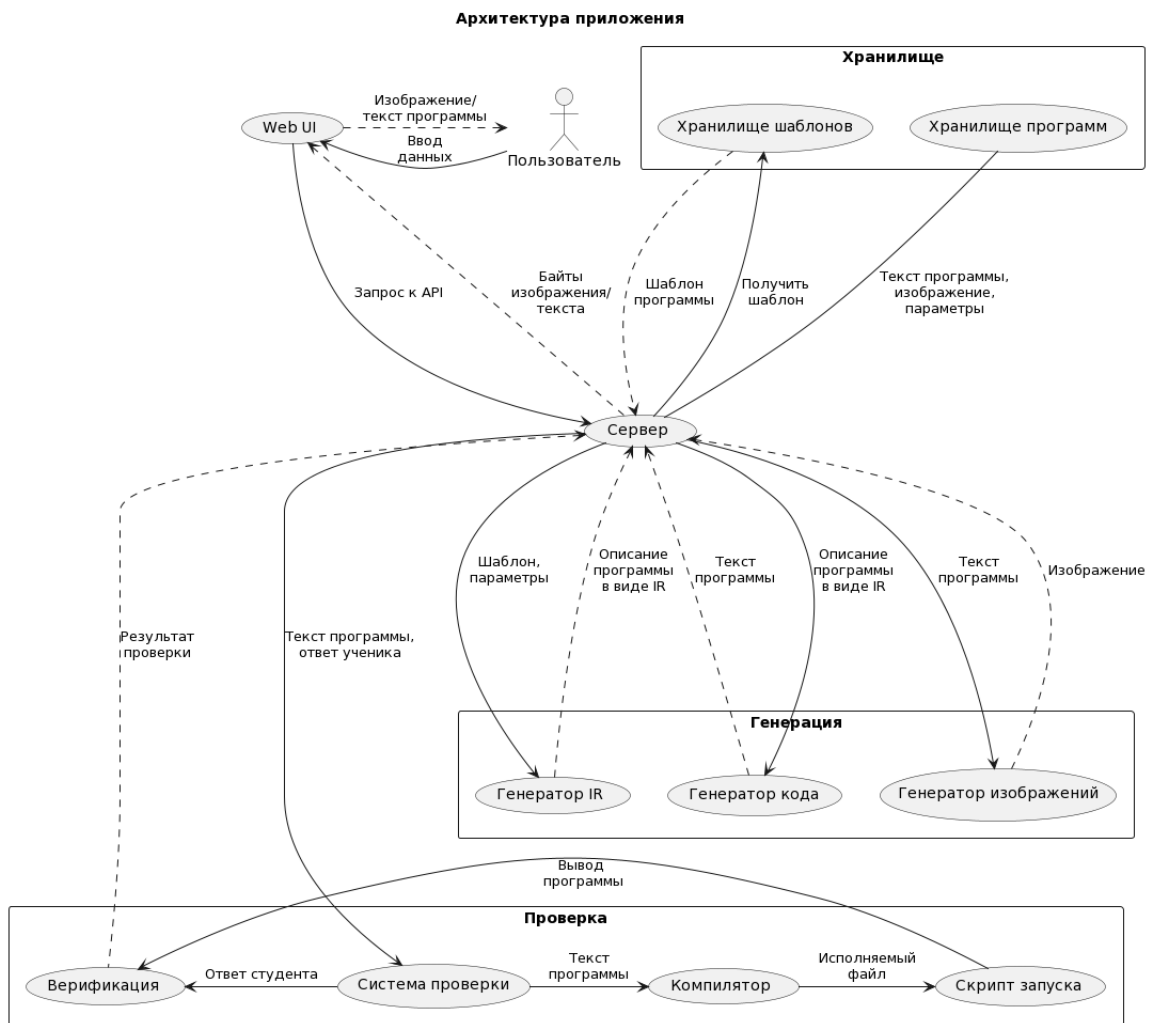 Архитектура приложения
Хранилище
Изображение/
текст программы
Web UI
Хранилище шаблонов
Хранилище программ
Ввод
данных
Пользователь
Запрос к API
Байты
изображения/
текста
Шаблон
программы
Получить
шаблон
Текст программы,
изображение,
параметры
Сервер
Шаблон,
параметры
Описание
программы
в виде IR
Текст
программы
Описание
программы
в виде IR
Текст
программы
Изображение
Результат
проверки
Текст программы,
ответ ученика
Генерация
Генератор IR
Генератор кода
Генератор изображений
Вывод
программы
Проверка
Верификация
Ответ студента
Система проверки
Текст
программы
Компилятор
Исполняемый
файл
Скрипт запуска